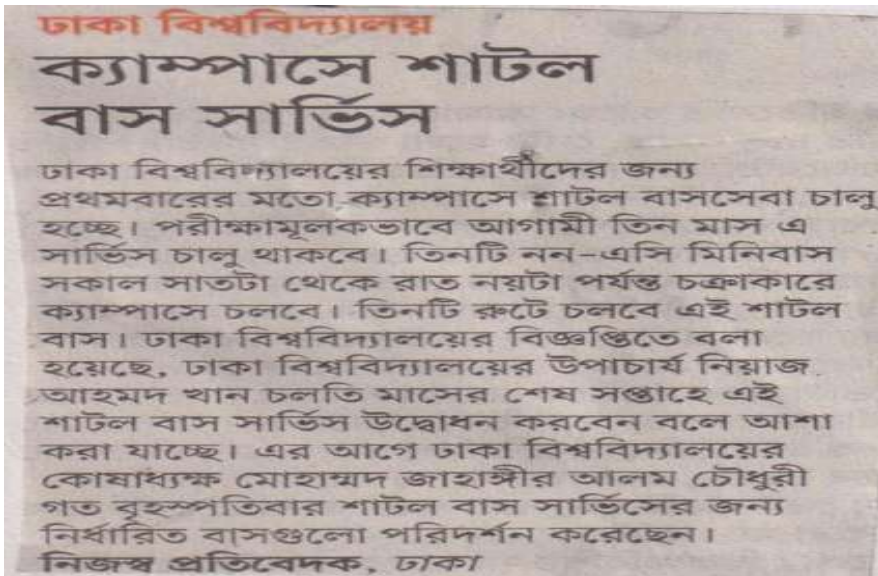 ঢাকা বিশ্ববিদ্যালয়
ক্যাম্পাসে শাটল
বাস সার্ভিস
ঢাকা বিশ্ববিদ্যালয়ের শিক্ষার্থীদের জন্য
প্রথমবারের মতো ক্যাম্পাসে শাটল বাসসেবা চালু
হচ্ছে। পরীক্ষামূলকভাবে আগামী তিন মাস এ
সার্ভিস চালু থাকবে। তিনটি নন-এসি মিনিবাস
সকাল সাতটা থেকে রাত নয়টা পর্যন্ত চক্রাকারে
ক্যাম্পাসে চলবে। তিনটি রুটে চলবে এই শাটল
বাস। ঢাকা বিশ্ববিদ্যালয়ের বিজ্ঞপ্তিতে বলা
হয়েছে, ঢাকা বিশ্ববিদ্যালয়ের উপাচার্য নিয়াজ
আহমদ খান চলতি মাসের শেষ সপ্তাহে এই
শাটল বাস সার্ভিস উদ্বোধন করবেন বলে আশা
করা যাচ্ছে। এর আগে ঢাকা বিশ্ববিদ্যালয়ের
কোষাধ্যক্ষ মোহাম্মদ জাহাঙ্গীর আলম চৌধুরী
গত বৃহস্পতিবার শাটল বাস সার্ভিসের জন্য
নির্ধারিত বাসগুলো পরিদর্শন করেছেন।
নিজস্ব প্রতিবেদক, ঢাকা